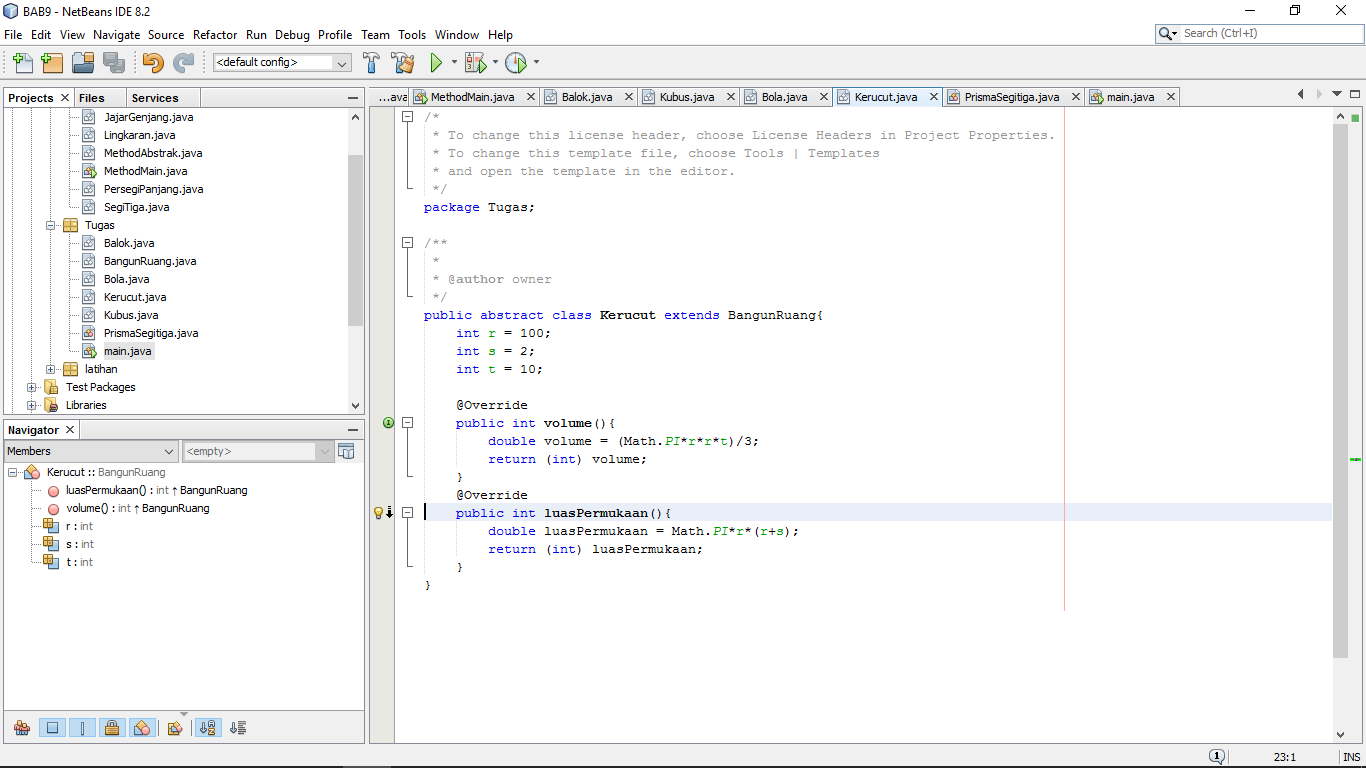 BAB9 - NetBeans IDE 8.2
File Edit View Navigate Source Refactor Run Debug Profile Team Tools Window Help
Search (Ctrl+I)
<default config>
Projects Files Services
JajarGenjang.java
Lingkaran.java
MethodAbstrak.java
MethodMain.java
PersegiPanjang.java
SegiTiga.java
Tugas
Balok.java
BangunRuang.java
Bola.java
Kerucut.java
Kubus.java
PrismaSegitiga.java
main.java
latihan
Test Packages
Libraries
Navigator
Members <empty>
Kerucut :: BangunRuang
luasPermukaan() : int ↑ BangunRuang
volume() : int ↑ BangunRuang
r : int
s : int
t : int
...ava MethodMain.java Balok.java Kubus.java Bola.java Kerucut.java PrismaSegitiga.java main.java
/*
 * To change this license header, choose License Headers in Project Properties.
 * To change this template file, choose Tools | Templates
 * and open the template in the editor.
 */
package Tugas;
/**
 *
 * @author owner
 */
public abstract class Kerucut extends BangunRuang{
    int r = 100;
    int s = 2;
    int t = 10;
    @Override
    public int volume(){
        double volume = (Math.PI*r*r*t)/3;
        return (int) volume;
    }
    @Override
    public int luasPermukaan(){
        double luasPermukaan = Math.PI*r*(r+s);
        return (int) luasPermukaan;
    }
}
1 23:1 INS